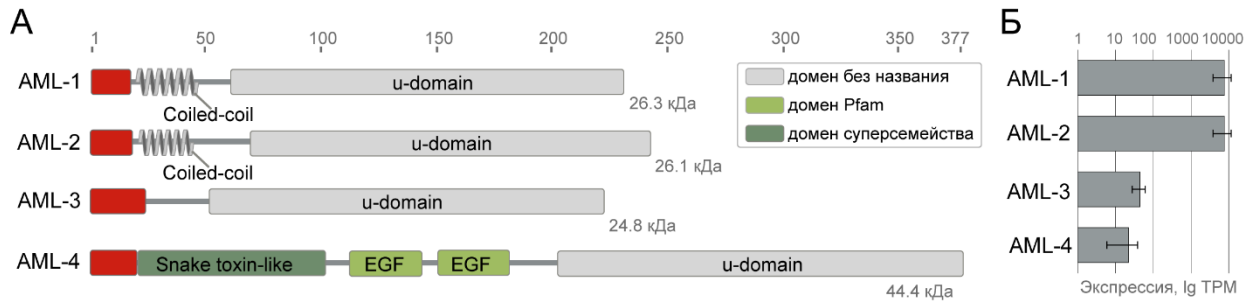 А
1 50 100 150 200 250 300 350 377
AML-1
u-domain
Coiled-coil
26.3 кДа
AML-2
u-domain
Coiled-coil
26.1 кДа
AML-3
u-domain
24.8 кДа
AML-4
Snake toxin-like
EGF
EGF
u-domain
44.4 кДа
домен без названия
домен Pfam
домен суперсемейства
Б
1 10 100 1000 10000
AML-1
AML-2
AML-3
AML-4
Экспрессия, lg TPM